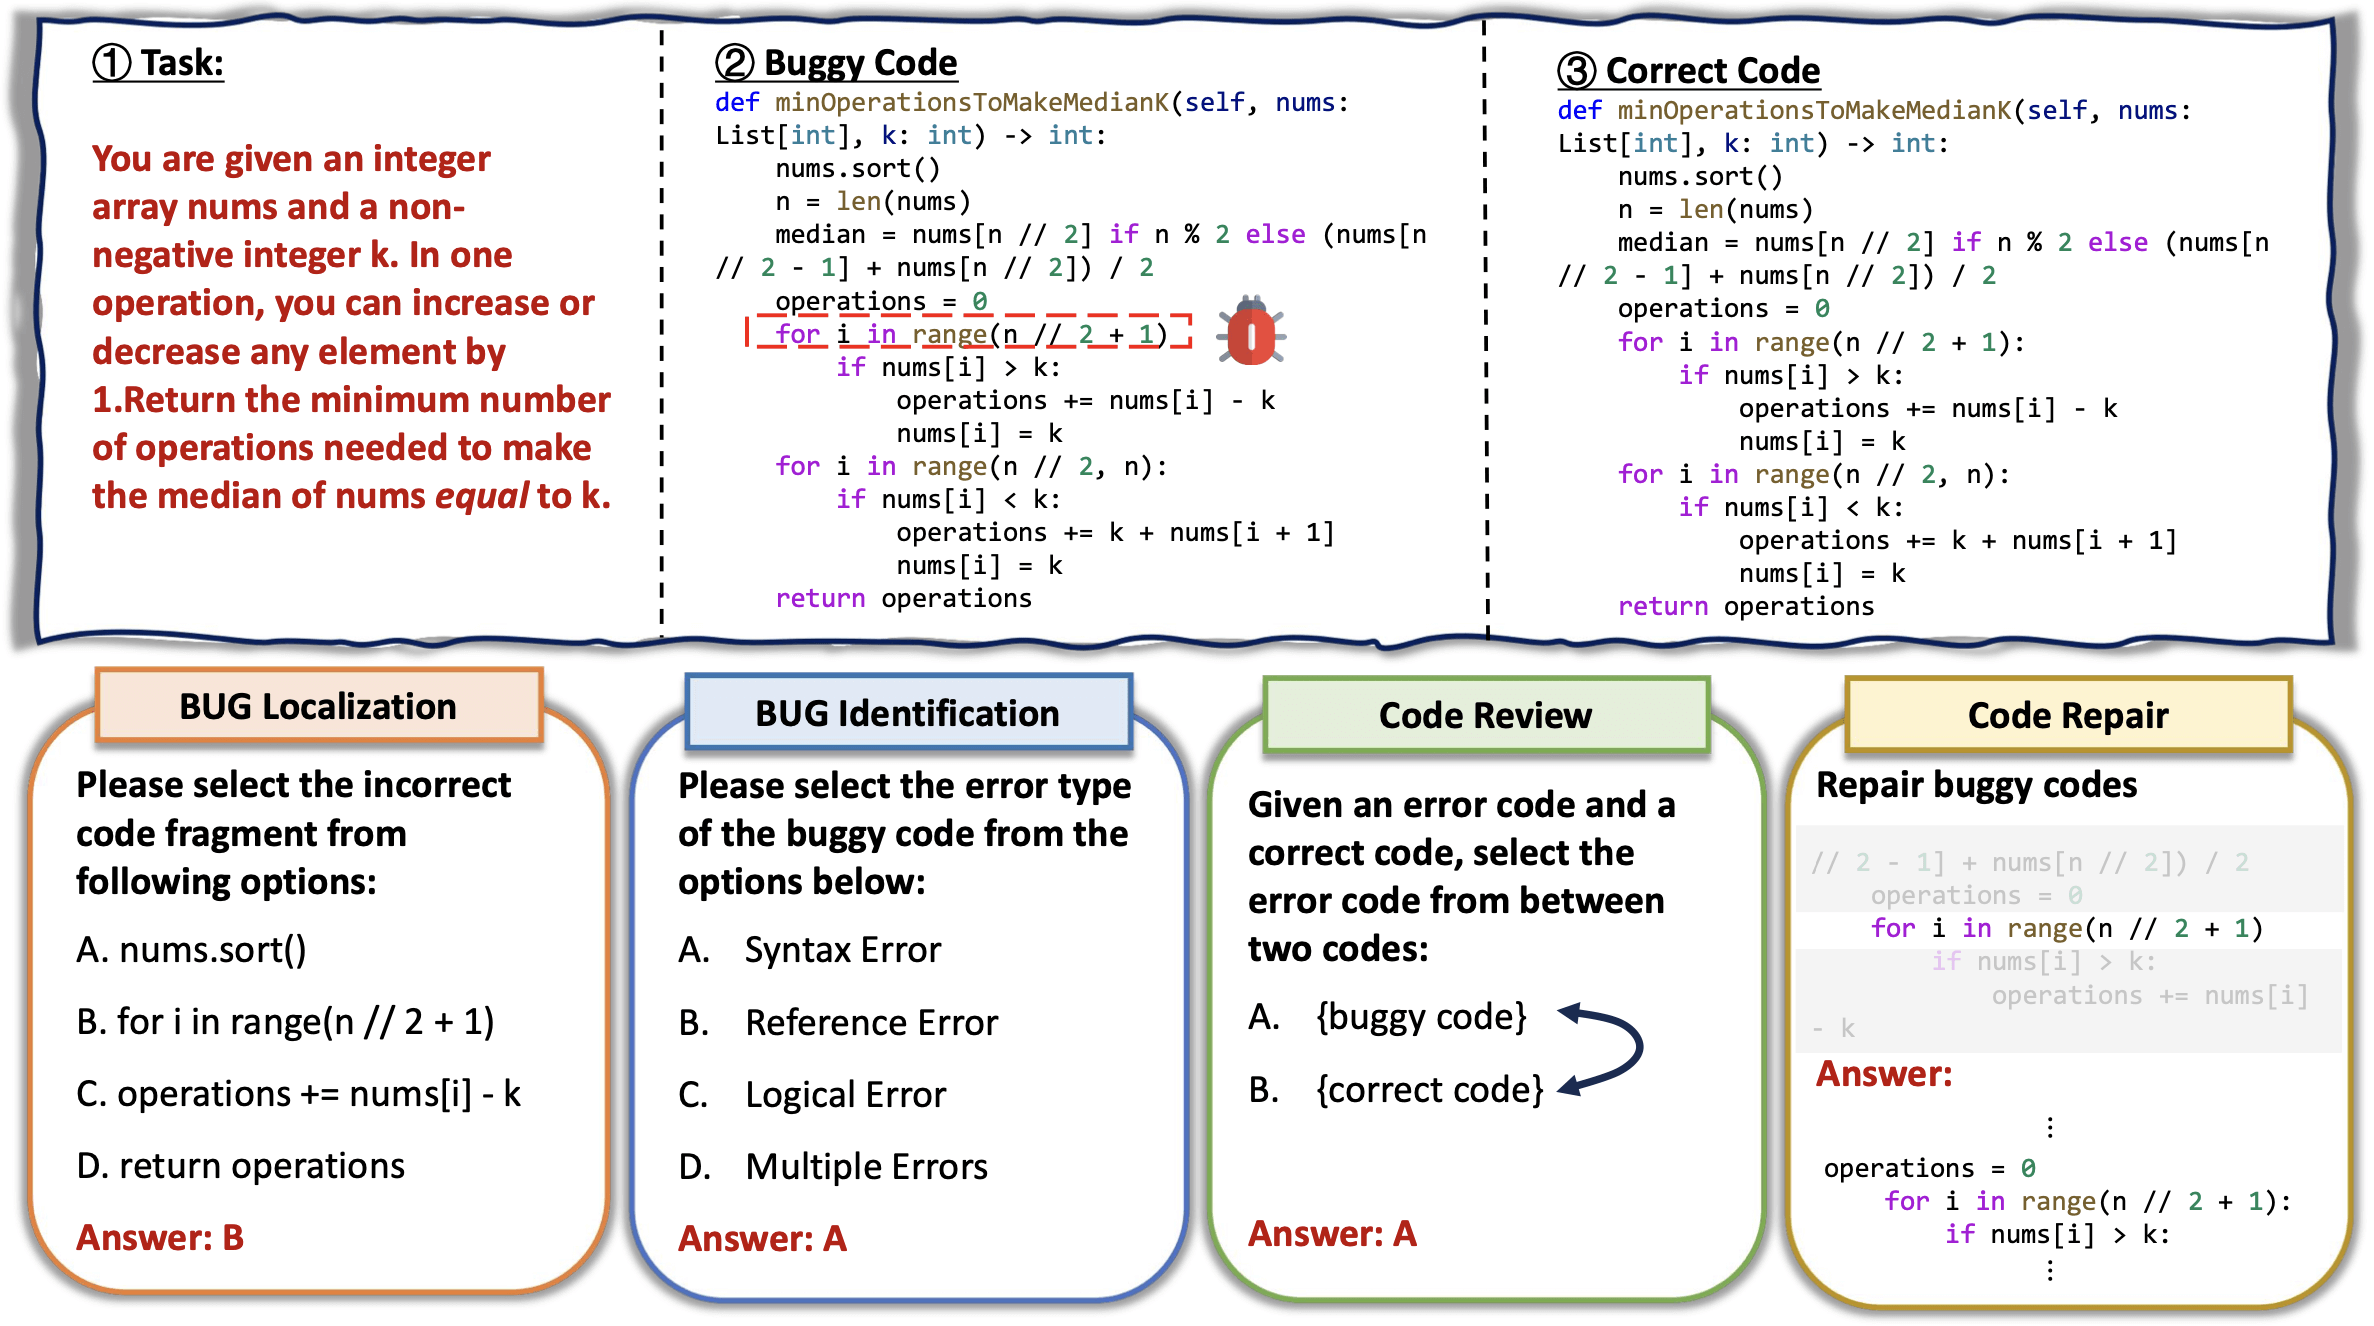 ① Task:
You are given an integer
array nums and a non-
negative integer k. In one
operation, you can increase or
decrease any element by
1.Return the minimum number
of operations needed to make
the median of nums equal to k.
② Buggy Code
def minOperationsToMakeMedianK(self, nums:
List[int], k: int) -> int:
    nums.sort()
    n = len(nums)
    median = nums[n // 2] if n % 2 else (nums[n
// 2 - 1] + nums[n // 2]) / 2
    operations = 0
    for i in range(n // 2 + 1)
        if nums[i] > k:
            operations += nums[i] - k
            nums[i] = k
    for i in range(n // 2, n):
        if nums[i] < k:
            operations += k + nums[i + 1]
            nums[i] = k
    return operations
③ Correct Code
def minOperationsToMakeMedianK(self, nums:
List[int], k: int) -> int:
    nums.sort()
    n = len(nums)
    median = nums[n // 2] if n % 2 else (nums[n
// 2 - 1] + nums[n // 2]) / 2
    operations = 0
    for i in range(n // 2 + 1):
        if nums[i] > k:
            operations += nums[i] - k
            nums[i] = k
    for i in range(n // 2, n):
        if nums[i] < k:
            operations += k + nums[i + 1]
            nums[i] = k
    return operations
BUG Localization
Please select the incorrect
code fragment from
following options:
A. nums.sort()
B. for i in range(n // 2 + 1)
C. operations += nums[i] - k
D. return operations
Answer: B
BUG Identification
Please select the error type
of the buggy code from the
options below:
A. Syntax Error
B. Reference Error
C. Logical Error
D. Multiple Errors
Answer: A
Code Review
Given an error code and a
correct code, select the
error code from between
two codes:
A. {buggy code}
B. {correct code}
Answer: A
Code Repair
Repair buggy codes
// 2 - 1] + nums[n // 2]) / 2
    operations = 0
    for i in range(n // 2 + 1)
        if nums[i] > k:
            operations += nums[i]
- k
Answer:
⋮
operations = 0
    for i in range(n // 2 + 1):
        if nums[i] > k:
⋮